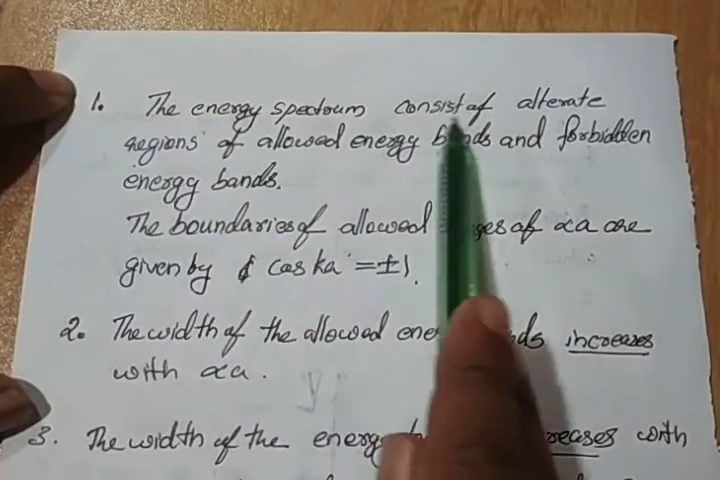 1. The energy spectrum consist of alterate
regions of allowed energy bands and forbidden
energy bands.
The boundaries of allowed of αa are
given by cos ka = ±1.
2. The width of the allowed increases
with αa.
3. The width of the with